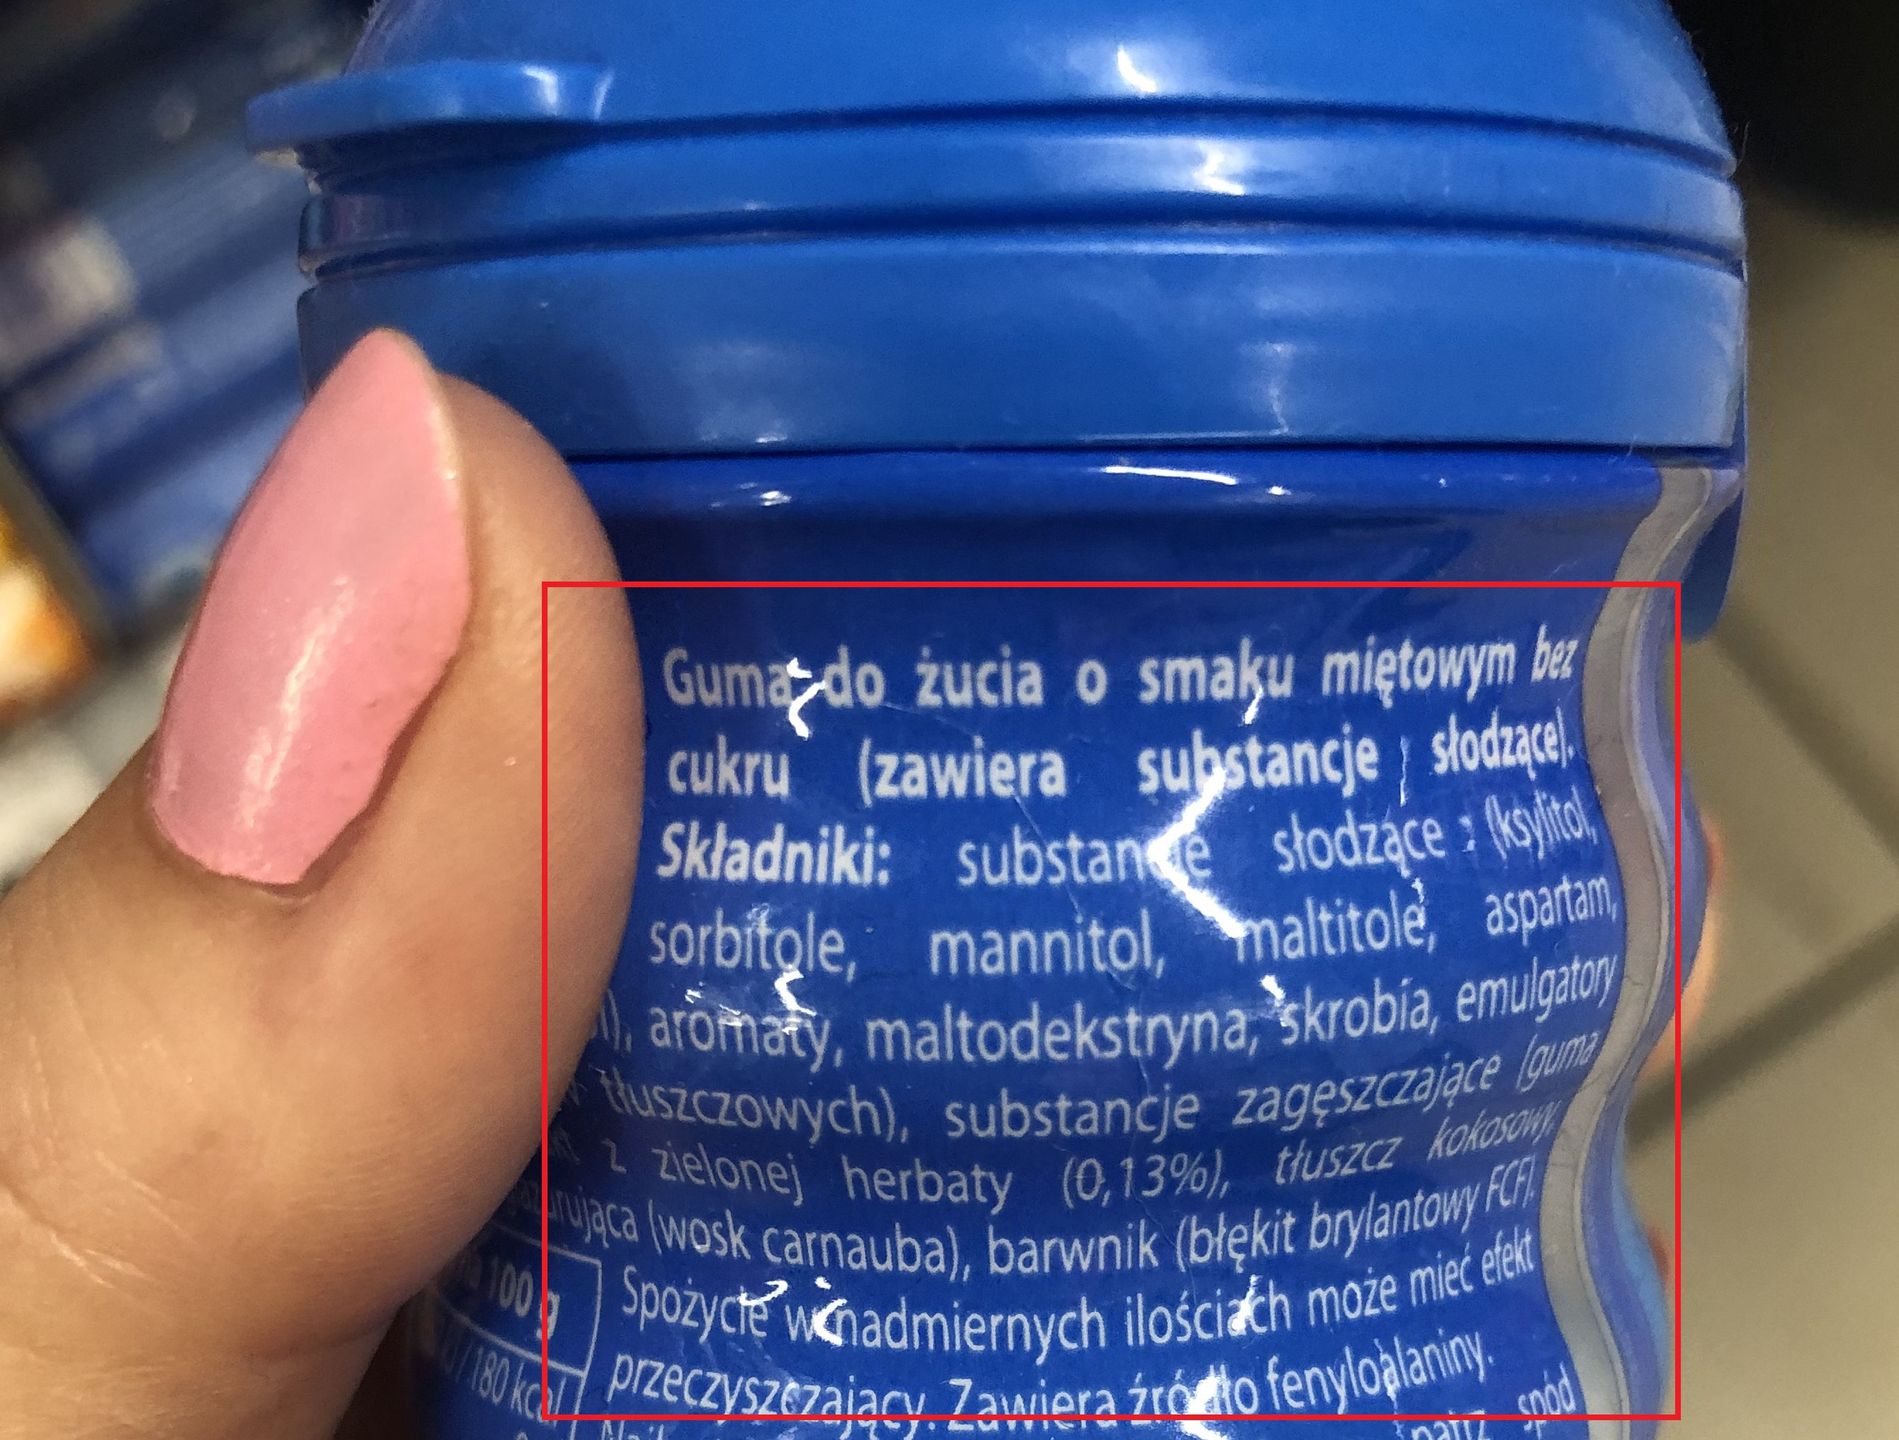 Guma do żucia o smaku miętowym bez
cukru (zawiera substancje słodzące).
Składniki: substancje słodzące : (ksylitol,
sorbitole, mannitol, maltitole, aspartam,
aromaty, maltodekstryna, skrobia, emulgatory
tłuszczowych), substancje zagęszczające (guma
z zielonej herbaty (0,13%), tłuszcz kokosowy,
(wosk carnauba), barwnik (błękit brylantowy FCF).
Spożycie w nadmiernych ilościach może mieć efekt
przeczyszczający. Zawiera źródło fenyloalaniny.
patrz spód
100 g
/180 kcal